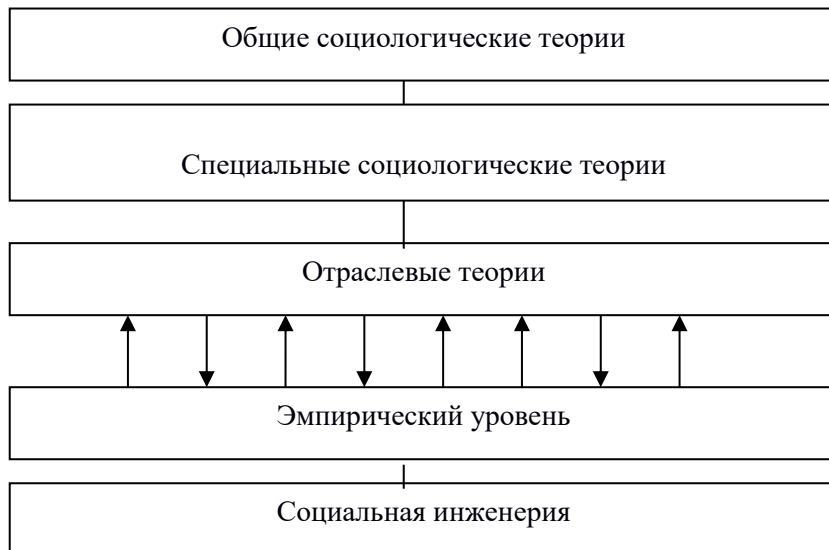 Общие социологические теории
Специальные социологические теории
Отраслевые теории
Эмпирический уровень
Социальная инженерия